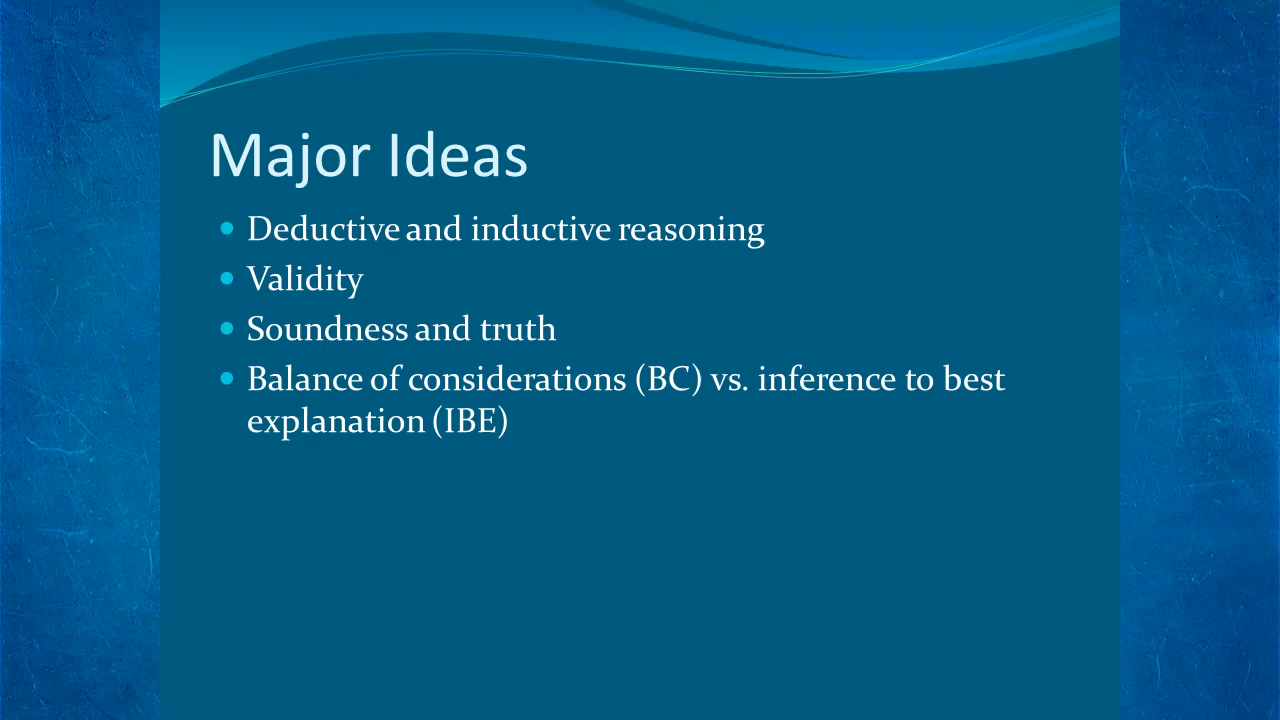 Major Ideas
Deductive and inductive reasoning
Validity
Soundness and truth
Balance of considerations (BC) vs. inference to best
explanation (IBE)